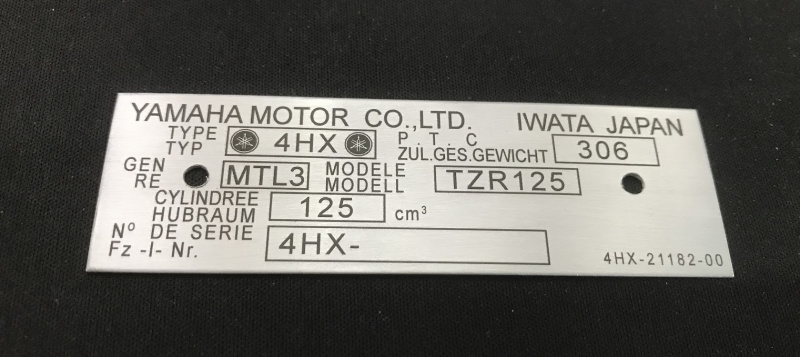 YAMAHA MOTOR CO.,LTD. IWATA JAPAN
TYPE
TYP 4HX P. T. C
ZUL.GES.GEWICHT 306
GEN
RE MTL3 MODELE
MODELL TZR125
CYLINDREE
HUBRAUM 125 cm³
N° DE SERIE
Fz -I- Nr. 4HX-
4HX-21182-00